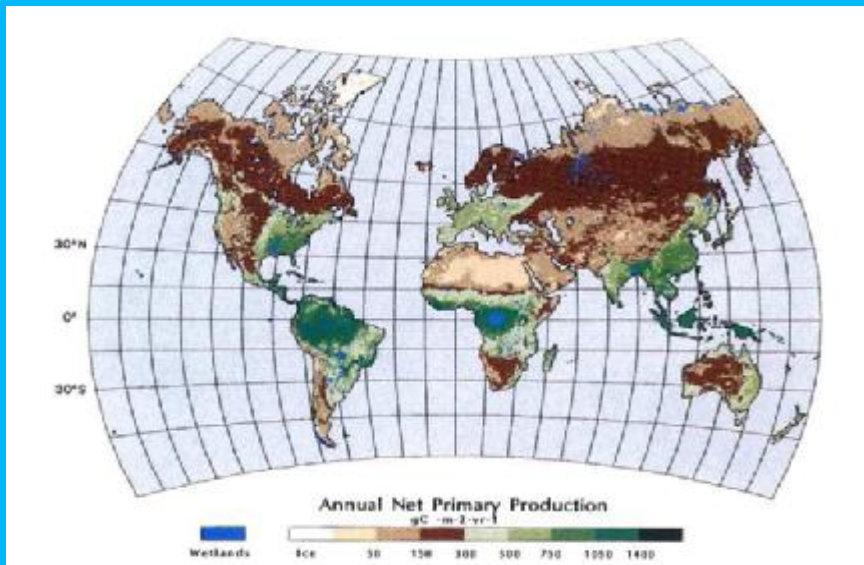 30°N
0°
30°S
Annual Net Primary Production
gC -m-2-yr-1
Wetlands Ice 50 150 300 500 750 1050 1400